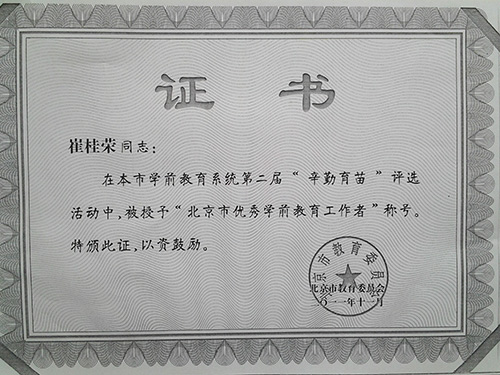 证 书
崔桂荣同志：
在本市学前教育系统第二届“辛勤育苗”评选
活动中，被授予“北京市优秀学前教育工作者”称号。
特颁此证，以资鼓励。
北京市教育委员会
北京市教育委员会
二〇一一年十一月